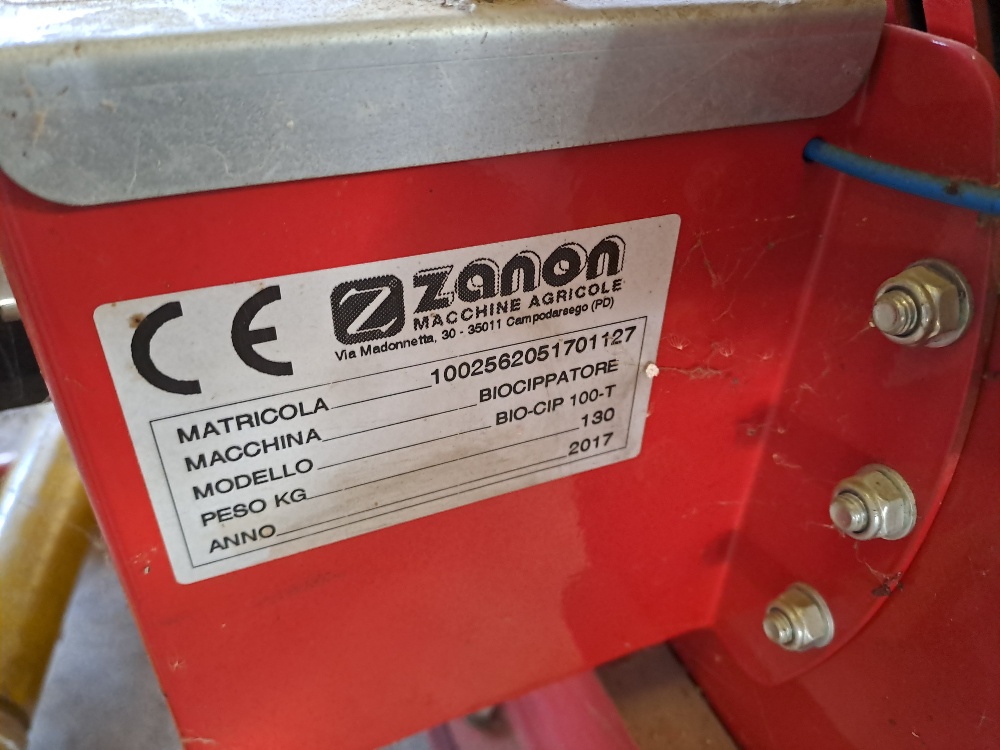 CE
Z zanon
MACCHINE AGRICOLE
Via Madonnetta, 30 - 35011 Campodarsego (PD)
MATRICOLA 1002562051701127
MACCHINA BIOCIPPATORE
MODELLO BIO-CIP 100-T
PESO KG 130
ANNO 2017